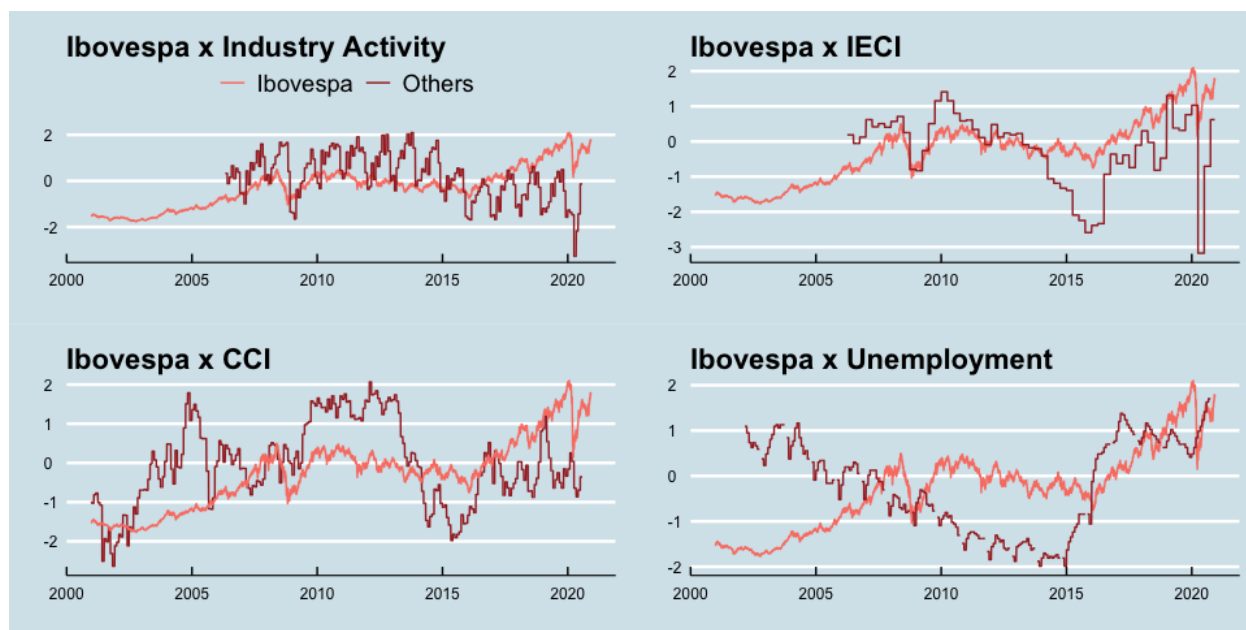 Ibovespa x Industry Activity
Ibovespa Others
2
0
-2
2000 2005 2010 2015 2020
Ibovespa x IECI
2
1
0
-1
-2
-3
2000 2005 2010 2015 2020
Ibovespa x CCI
2
1
0
-1
-2
2000 2005 2010 2015 2020
Ibovespa x Unemployment
2
1
0
-1
-2
2000 2005 2010 2015 2020